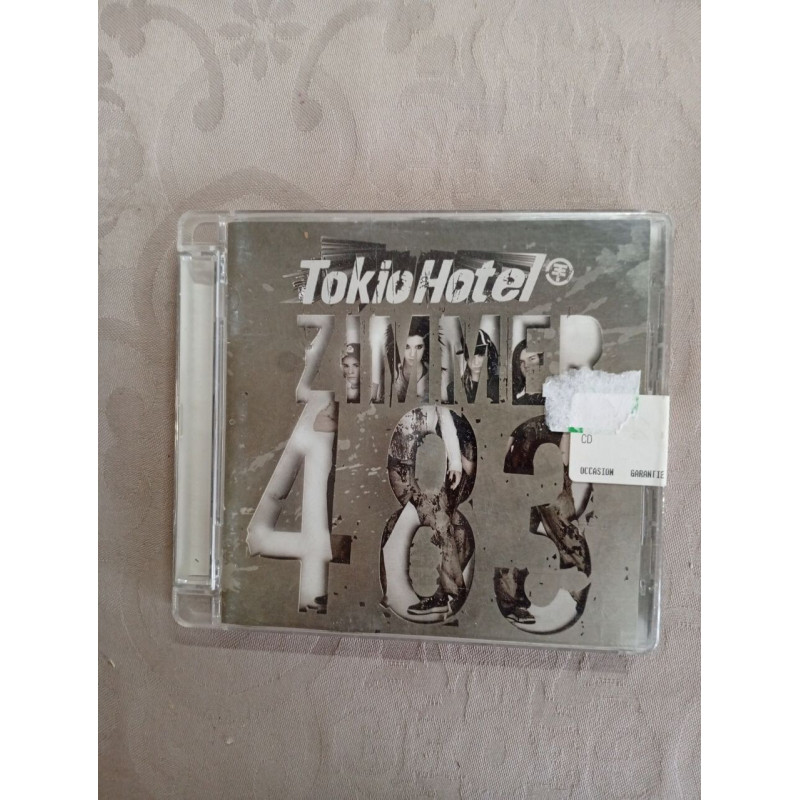 Tokio Hotel
ZIMMER
483
CD
OCCASION GARANTIE